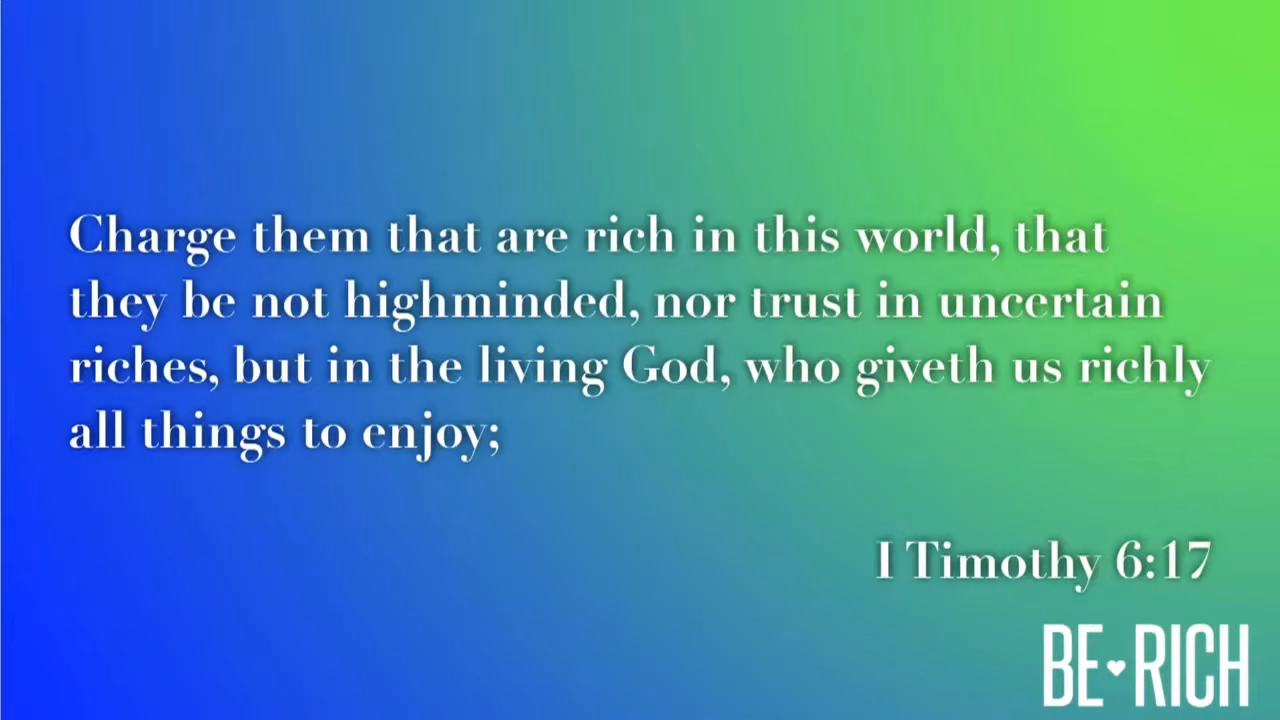 Charge them that are rich in this world, that
they be not highminded, nor trust in uncertain
riches, but in the living God, who giveth us richly
all things to enjoy;
I Timothy 6:17
BE RICH